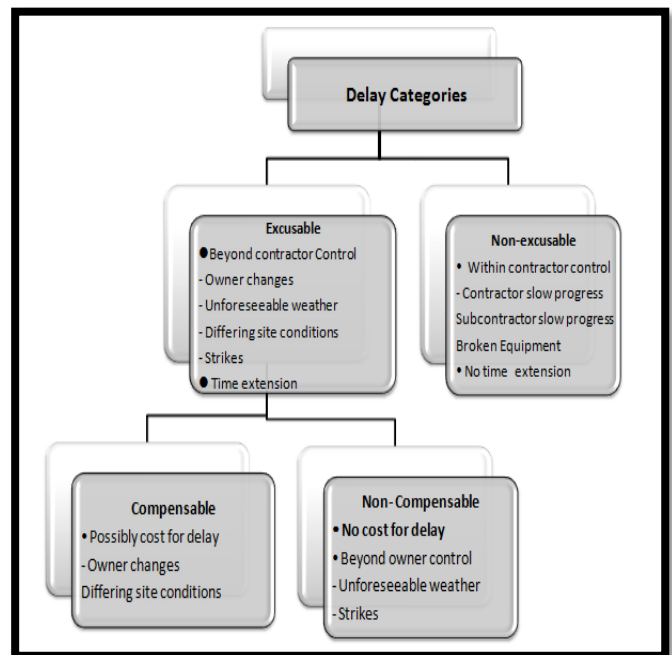 Delay Categories
Excusable
●Beyond contractor Control
- Owner changes
- Unforeseeable weather
- Differing site conditions
- Strikes
● Time extension
Non-excusable
• Within contractor control
- Contractor slow progress
Subcontractor slow progress
Broken Equipment
• No time extension
Compensable
• Possibly cost for delay
- Owner changes
Differing site conditions
Non-Compensable
• No cost for delay
• Beyond owner control
- Unforeseeable weather
- Strikes